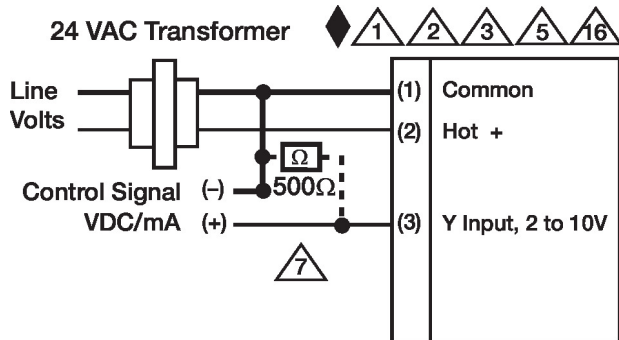 24 VAC Transformer 1 2 3 5 16
Line
Volts
(1) Common
(2) Hot +
Ω
500Ω
Control Signal (–)
VDC/mA (+)
(3) Y Input, 2 to 10V
7